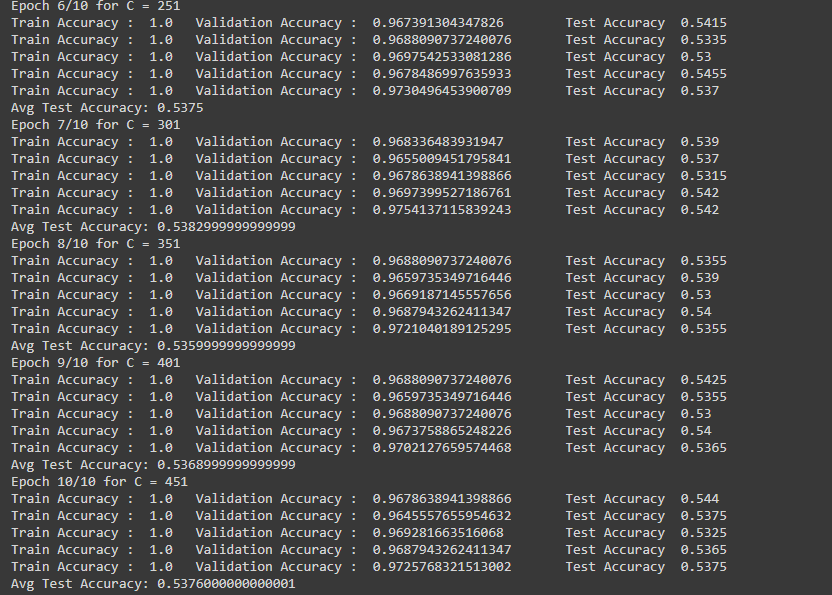 Epoch 6/10 for C = 251
Train Accuracy :  1.0   Validation Accuracy :  0.967391304347826        Test Accuracy  0.5415
Train Accuracy :  1.0   Validation Accuracy :  0.9688090737240076       Test Accuracy  0.5335
Train Accuracy :  1.0   Validation Accuracy :  0.9697542533081286       Test Accuracy  0.53
Train Accuracy :  1.0   Validation Accuracy :  0.9678486997635933       Test Accuracy  0.5455
Train Accuracy :  1.0   Validation Accuracy :  0.9730496453900709       Test Accuracy  0.537
Avg Test Accuracy: 0.5375
Epoch 7/10 for C = 301
Train Accuracy :  1.0   Validation Accuracy :  0.968336483931947        Test Accuracy  0.539
Train Accuracy :  1.0   Validation Accuracy :  0.9655009451795841       Test Accuracy  0.537
Train Accuracy :  1.0   Validation Accuracy :  0.9678638941398866       Test Accuracy  0.5315
Train Accuracy :  1.0   Validation Accuracy :  0.9697399527186761       Test Accuracy  0.542
Train Accuracy :  1.0   Validation Accuracy :  0.9754137115839243       Test Accuracy  0.542
Avg Test Accuracy: 0.5382999999999999
Epoch 8/10 for C = 351
Train Accuracy :  1.0   Validation Accuracy :  0.9688090737240076       Test Accuracy  0.5355
Train Accuracy :  1.0   Validation Accuracy :  0.9659735349716446       Test Accuracy  0.539
Train Accuracy :  1.0   Validation Accuracy :  0.9669187145557656       Test Accuracy  0.53
Train Accuracy :  1.0   Validation Accuracy :  0.9687943262411347       Test Accuracy  0.54
Train Accuracy :  1.0   Validation Accuracy :  0.9721040189125295       Test Accuracy  0.5355
Avg Test Accuracy: 0.5359999999999999
Epoch 9/10 for C = 401
Train Accuracy :  1.0   Validation Accuracy :  0.9688090737240076       Test Accuracy  0.5425
Train Accuracy :  1.0   Validation Accuracy :  0.9659735349716446       Test Accuracy  0.5355
Train Accuracy :  1.0   Validation Accuracy :  0.9688090737240076       Test Accuracy  0.53
Train Accuracy :  1.0   Validation Accuracy :  0.9673758865248226       Test Accuracy  0.54
Train Accuracy :  1.0   Validation Accuracy :  0.9702127659574468       Test Accuracy  0.5365
Avg Test Accuracy: 0.5368999999999999
Epoch 10/10 for C = 451
Train Accuracy :  1.0   Validation Accuracy :  0.9678638941398866       Test Accuracy  0.544
Train Accuracy :  1.0   Validation Accuracy :  0.9645557655954632       Test Accuracy  0.5375
Train Accuracy :  1.0   Validation Accuracy :  0.969281663516068        Test Accuracy  0.5325
Train Accuracy :  1.0   Validation Accuracy :  0.9687943262411347       Test Accuracy  0.5365
Train Accuracy :  1.0   Validation Accuracy :  0.9725768321513002       Test Accuracy  0.5375
Avg Test Accuracy: 0.5376000000000001